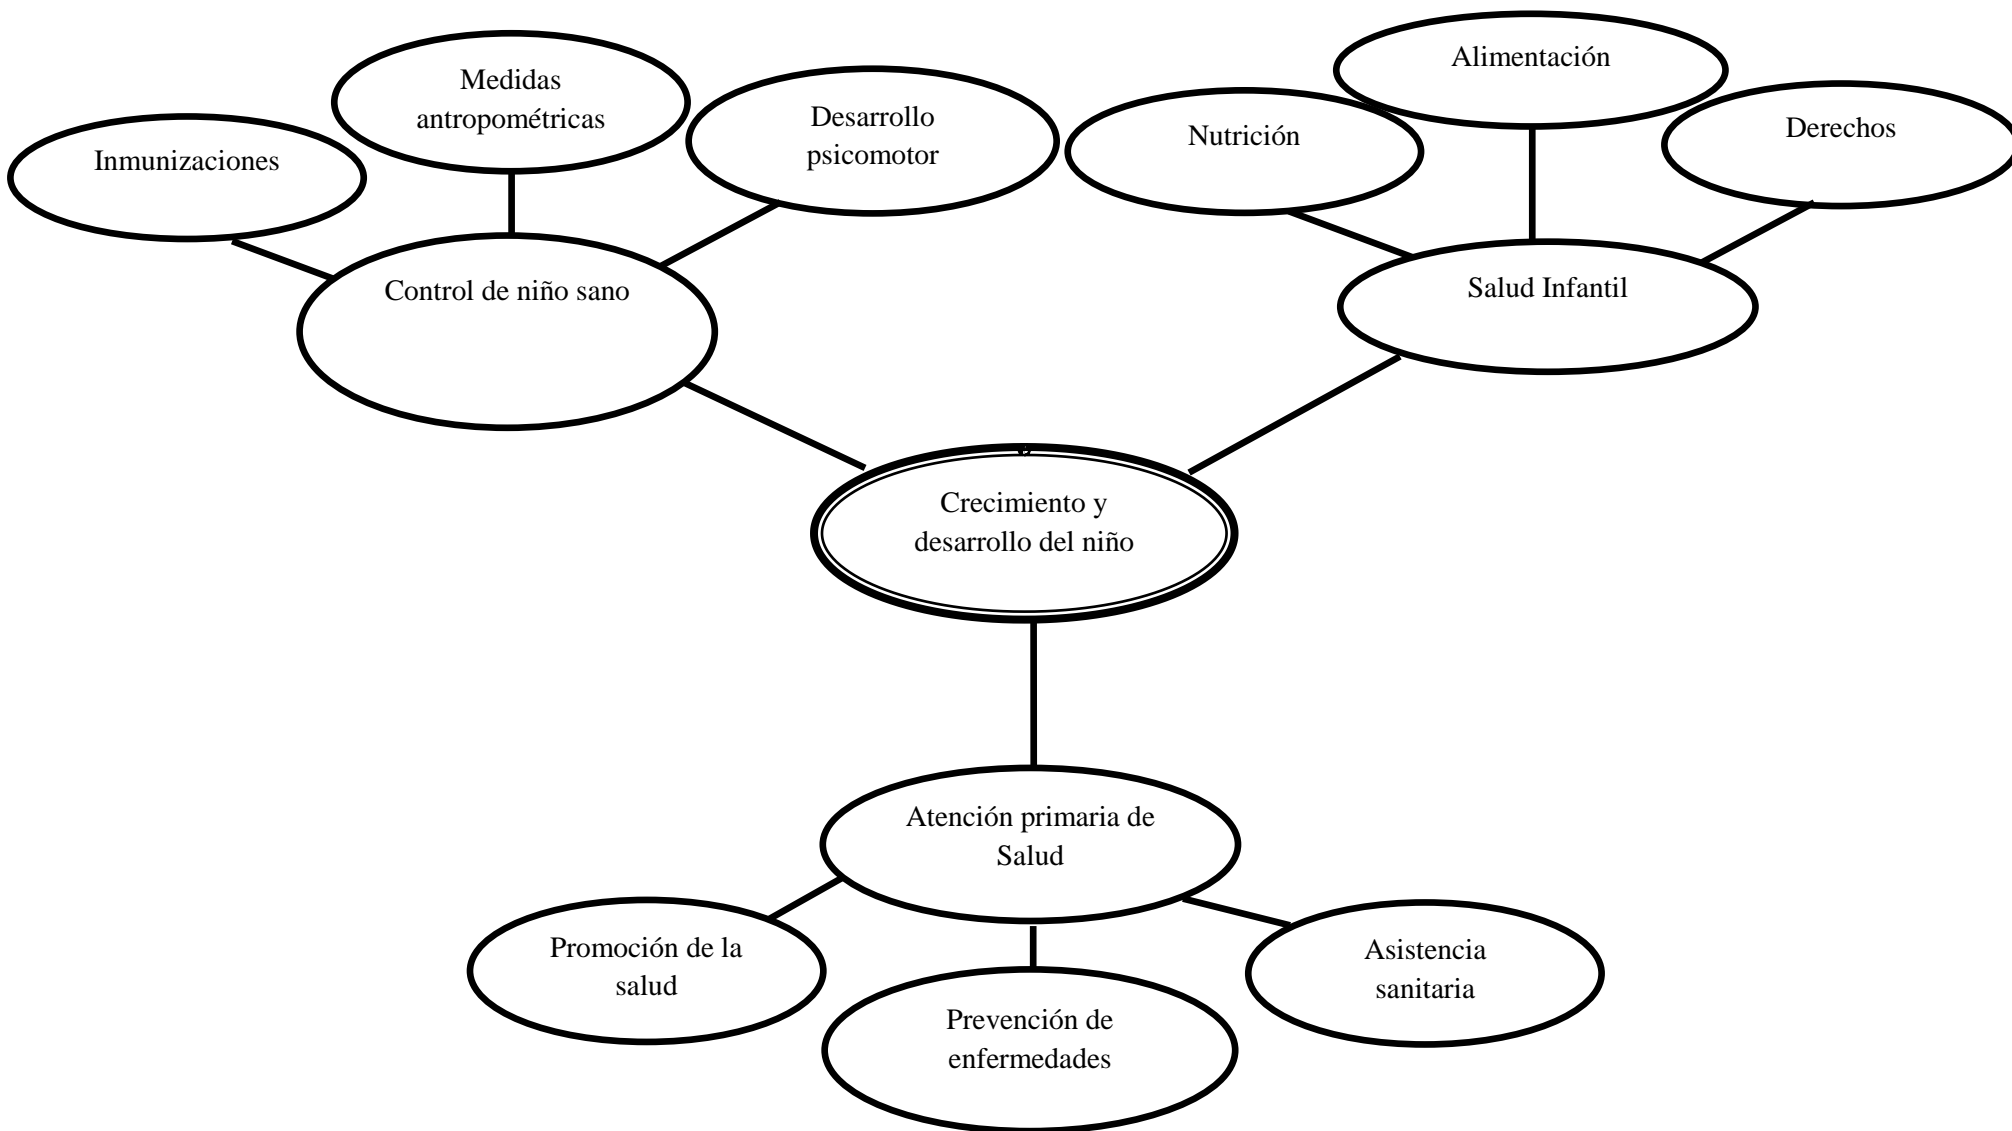 Inmunizaciones
Medidas
antropométricas
Desarrollo
psicomotor
Control de niño sano
Nutrición
Alimentación
Derechos
Salud Infantil
Crecimiento y
desarrollo del niño
Atención primaria de
Salud
Promoción de la
salud
Prevención de
enfermedades
Asistencia
sanitaria